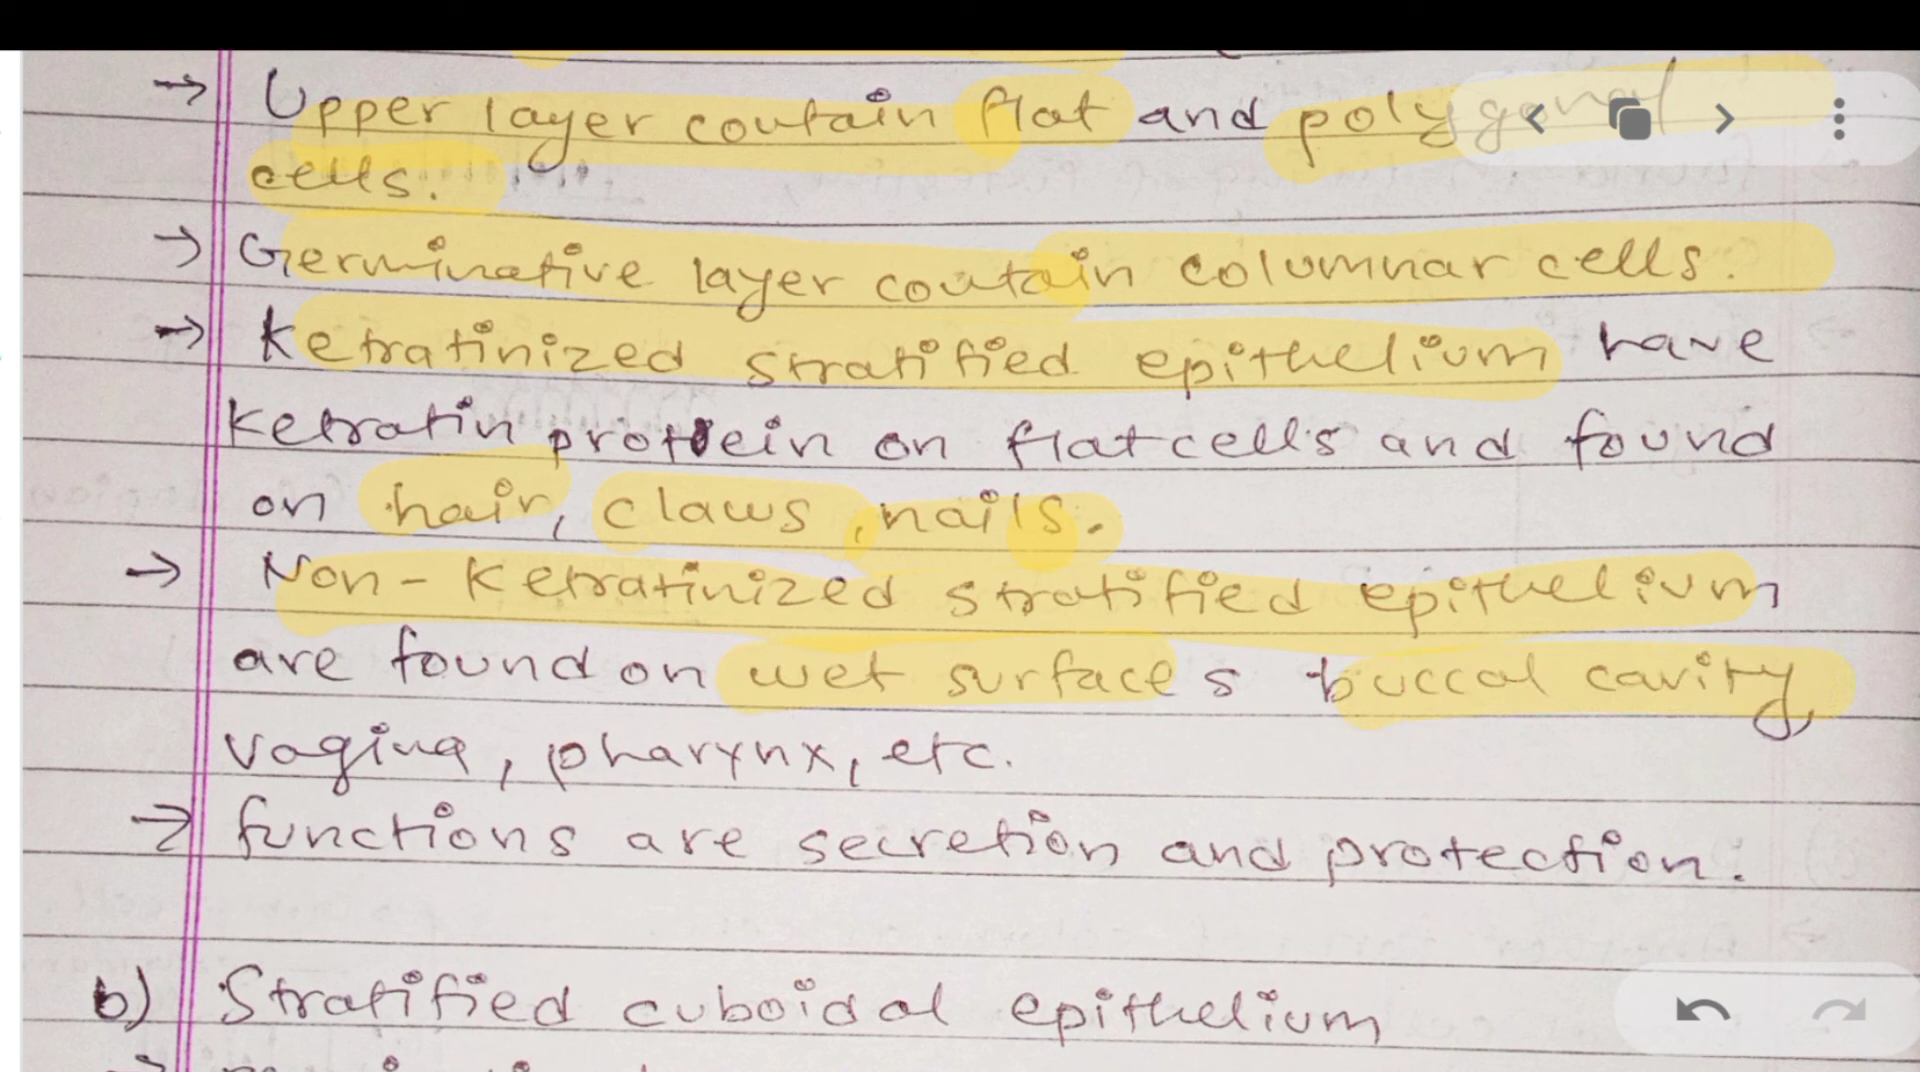 → Upper layer contain flat and polygonal
cells.
→ Germinative layer contain columnar cells.
→ Ketratinized stratified epithelium have
Ketratin protein on flat cells and found
on hair, claws, nails.
→ Non-Ketratinized stratified epithelium
are found on wet surfaces buccal cavity,
vagina, pharynx, etc.
→ functions are secretion and protection.
b) Stratified cuboidal epithelium